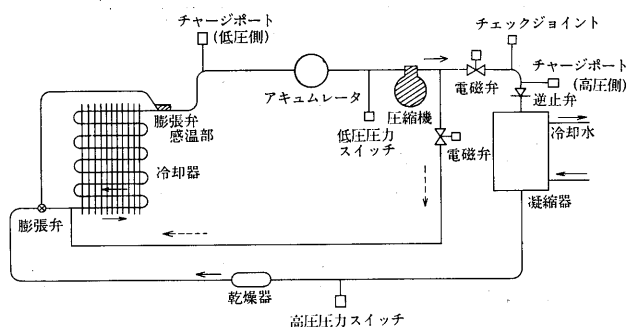 チャージポート
(低圧側)
チェックジョイント
チャージポート
(高圧側)
アキュムレータ
電磁弁
逆止弁
圧縮機
膨張弁
感温部
低圧圧力
スイッチ
冷却水
電磁弁
冷却器
凝縮器
膨張弁
乾燥器
高圧圧力スイッチ